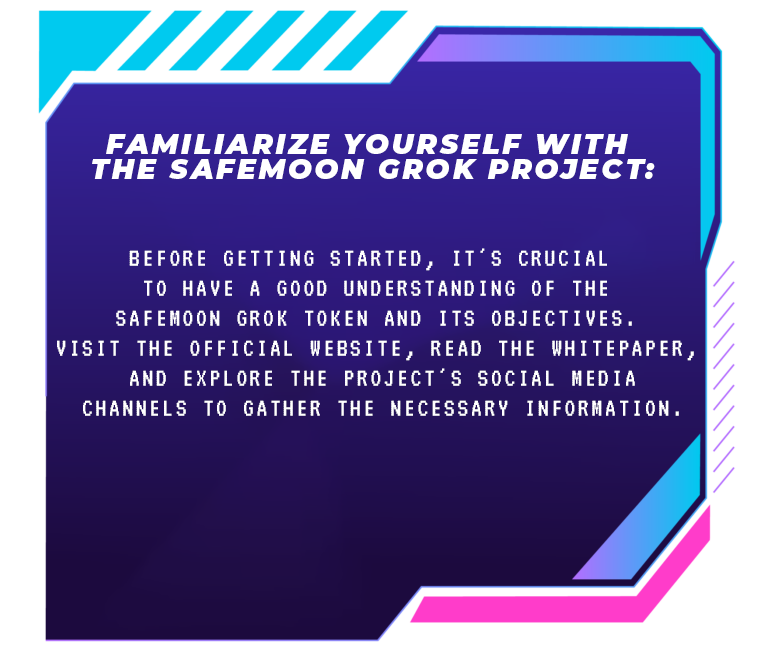 FAMILIARIZE YOURSELF WITH
THE SAFEMOON GROK PROJECT:
BEFORE GETTING STARTED, IT´S CRUCIAL
TO HAVE A GOOD UNDERSTANDING OF THE
SAFEMOON GROK TOKEN AND ITS OBJECTIVES.
VISIT THE OFFICIAL WEBSITE, READ THE WHITEPAPER,
AND EXPLORE THE PROJECT´S SOCIAL MEDIA
CHANNELS TO GATHER THE NECESSARY INFORMATION.